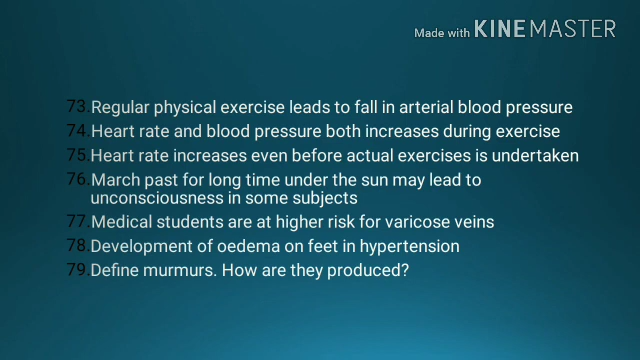 Made with KINEMASTER
73.Regular physical exercise leads to fall in arterial blood pressure
74.Heart rate and blood pressure both increases during exercise
75.Heart rate increases even before actual exercises is undertaken
76.March past for long time under the sun may lead to
unconsciousness in some subjects
77.Medical students are at higher risk for varicose veins
78.Development of oedema on feet in hypertension
79.Define murmurs. How are they produced?